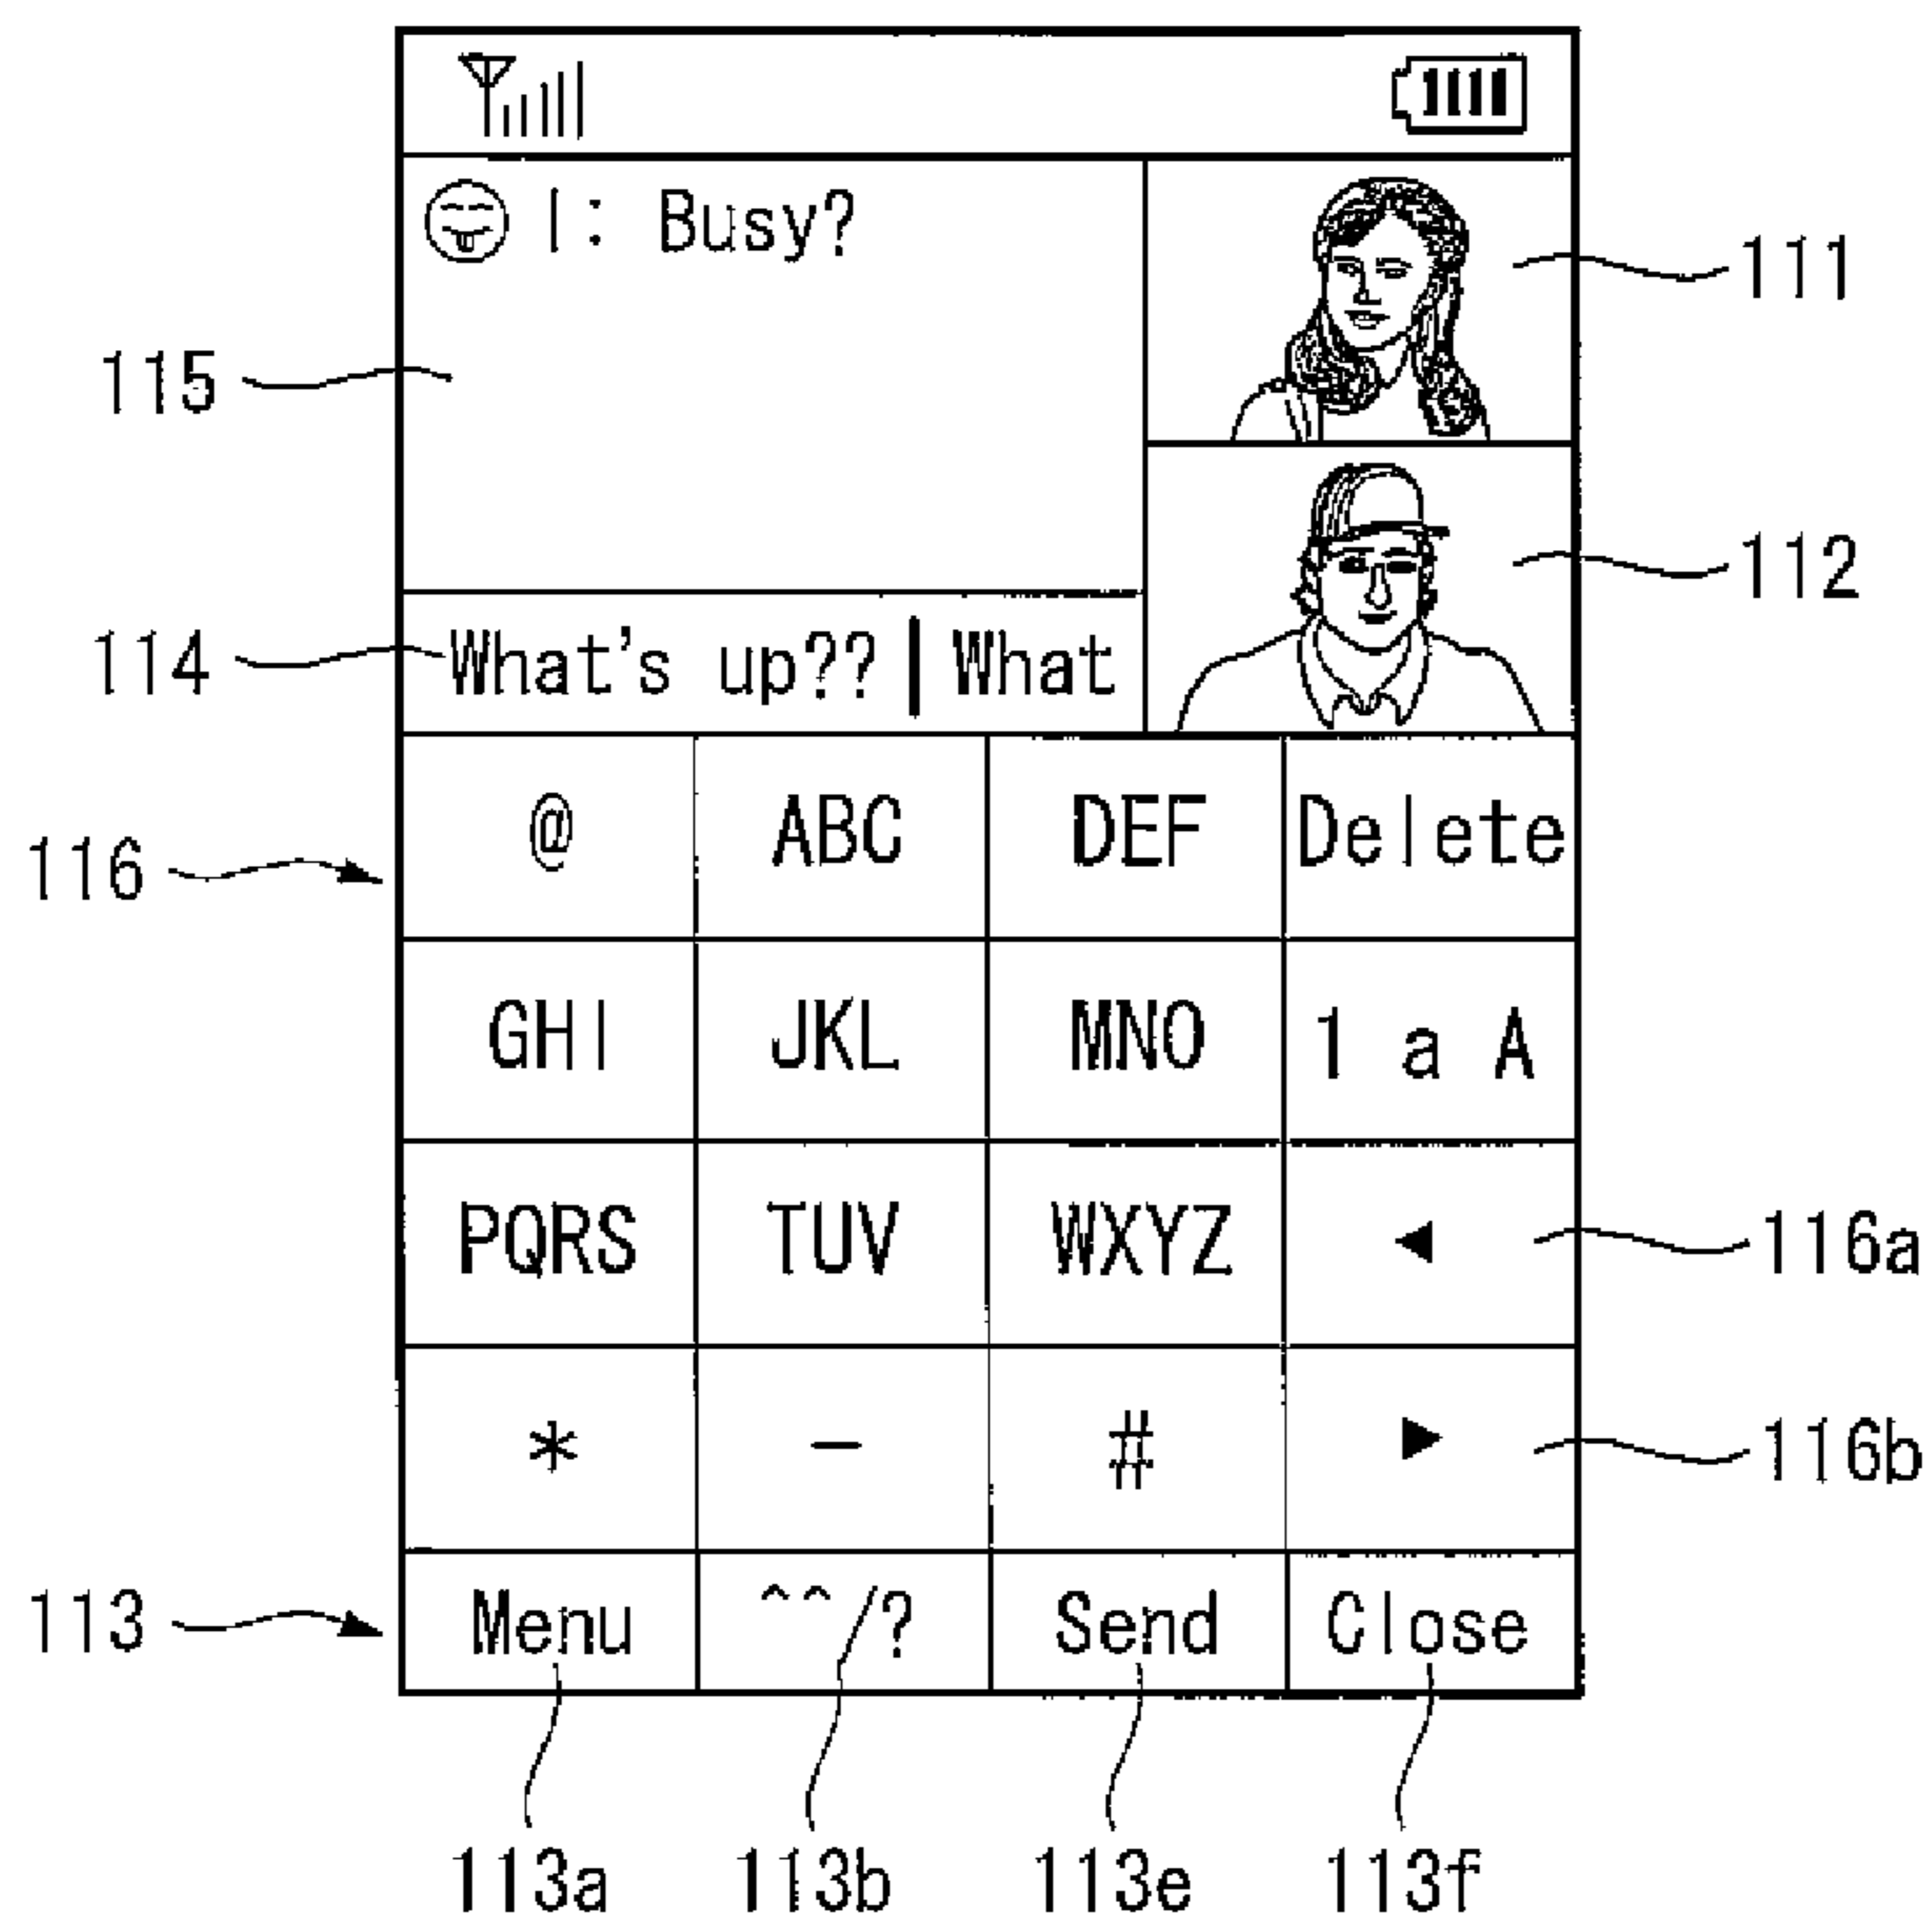 I: Busy?
111
115
112
114
What's up??|What
@ ABC DEF Delete
116
GHI JKL MNO 1 a A
PQRS TUV WXYZ ◀
116a
* − # ▶
116b
113
Menu ^^/? Send Close
113a 113b 113e 113f